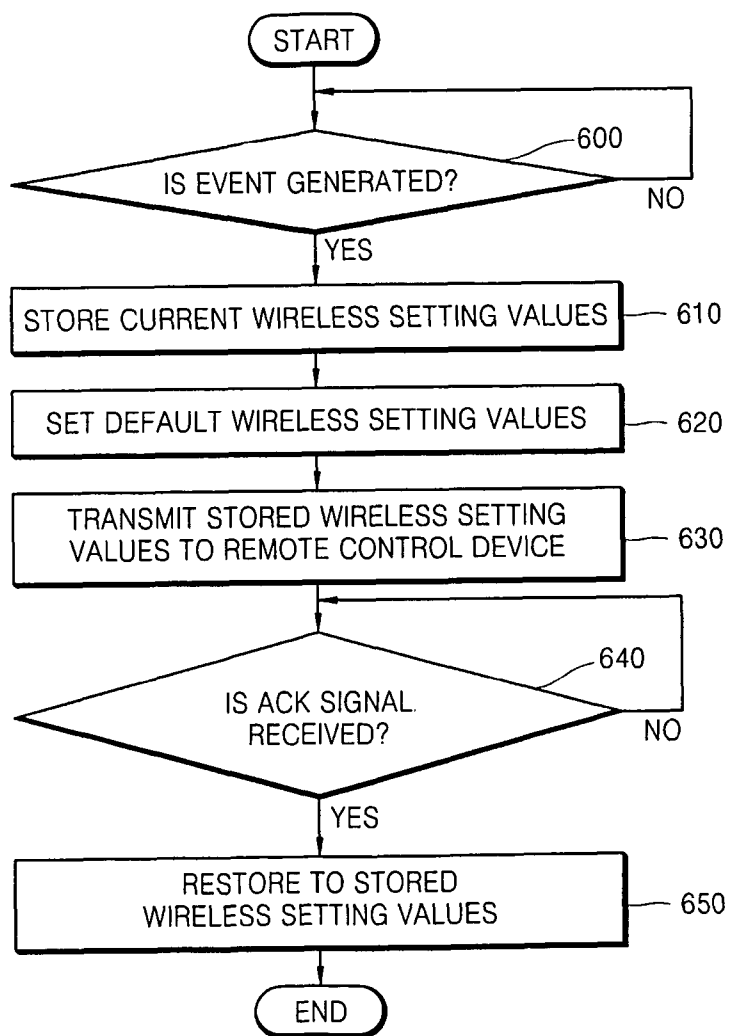 START
600
IS EVENT GENERATED?
NO
YES
STORE CURRENT WIRELESS SETTING VALUES
610
SET DEFAULT WIRELESS SETTING VALUES
620
TRANSMIT STORED WIRELESS SETTING
VALUES TO REMOTE CONTROL DEVICE
630
640
IS ACK SIGNAL
RECEIVED?
NO
YES
RESTORE TO STORED
WIRELESS SETTING VALUES
650
END